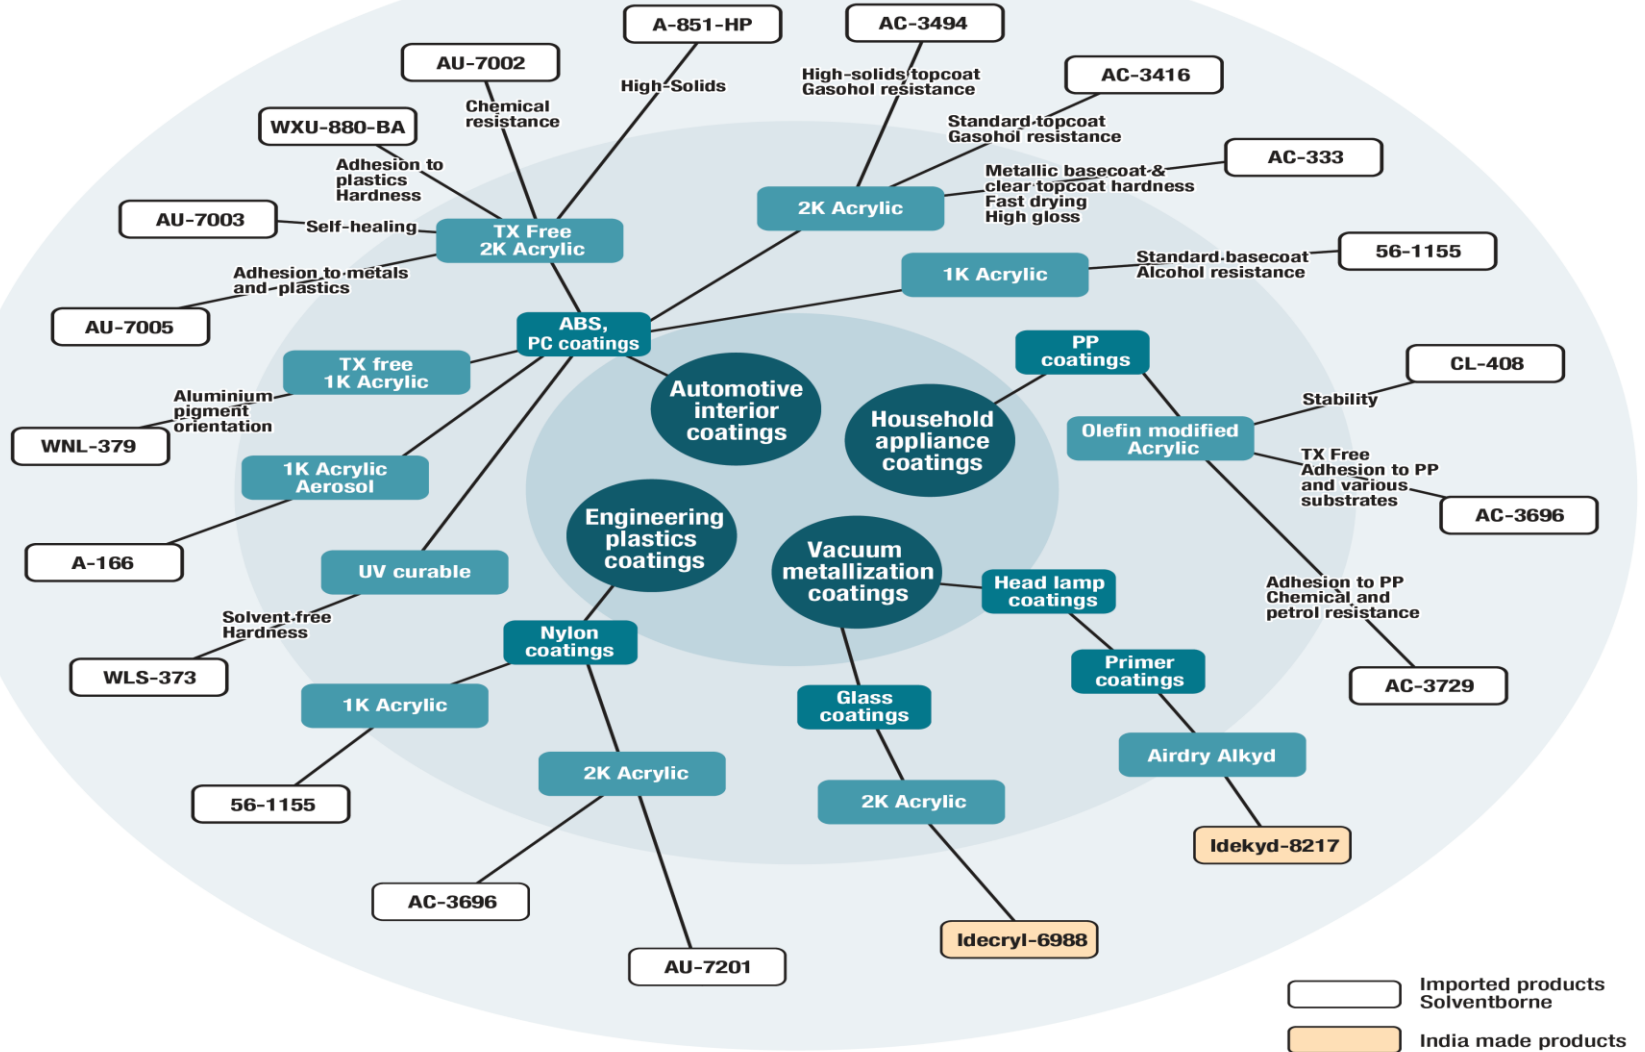 A-851-HP
AC-3494
AU-7002
AC-3416
High-Solids
High-solids topcoat
Gasohol resistance
Chemical
resistance
WXU-880-BA
Standard topcoat
Gasohol resistance
AC-333
Adhesion to
plastics
Hardness
Metallic basecoat &
clear topcoat hardness
Fast drying
High gloss
2K Acrylic
AU-7003
Self-healing
TX Free
2K Acrylic
56-1155
Standard basecoat
Alcohol resistance
1K Acrylic
Adhesion to metals
and plastics
AU-7005
ABS,
PC coatings
PP
coatings
TX free
1K Acrylic
CL-408
Automotive
interior
coatings
Household
appliance
coatings
Stability
Aluminium
pigment
orientation
WNL-379
Olefin modified
Acrylic
TX Free
Adhesion to PP
and various
substrates
1K Acrylic
Aerosol
AC-3696
Engineering
plastics
coatings
Vacuum
metallization
coatings
A-166
UV curable
Head lamp
coatings
Adhesion to PP
Chemical and
petrol resistance
Solvent free
Hardness
Nylon
coatings
WLS-373
Primer
coatings
AC-3729
1K Acrylic
Glass
coatings
Airdry Alkyd
2K Acrylic
2K Acrylic
56-1155
Idekyd-8217
AC-3696
Idecryl-6988
AU-7201
Imported products
Solventborne
India made products